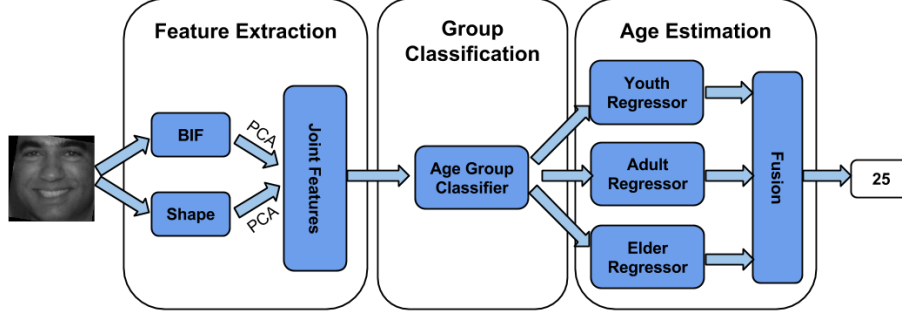 Feature Extraction
Group
Classification
Age Estimation
BIF
PCA
Shape
PCA
Joint Features
Age Group
Classifier
Youth
Regressor
Adult
Regressor
Elder
Regressor
Fusion
25